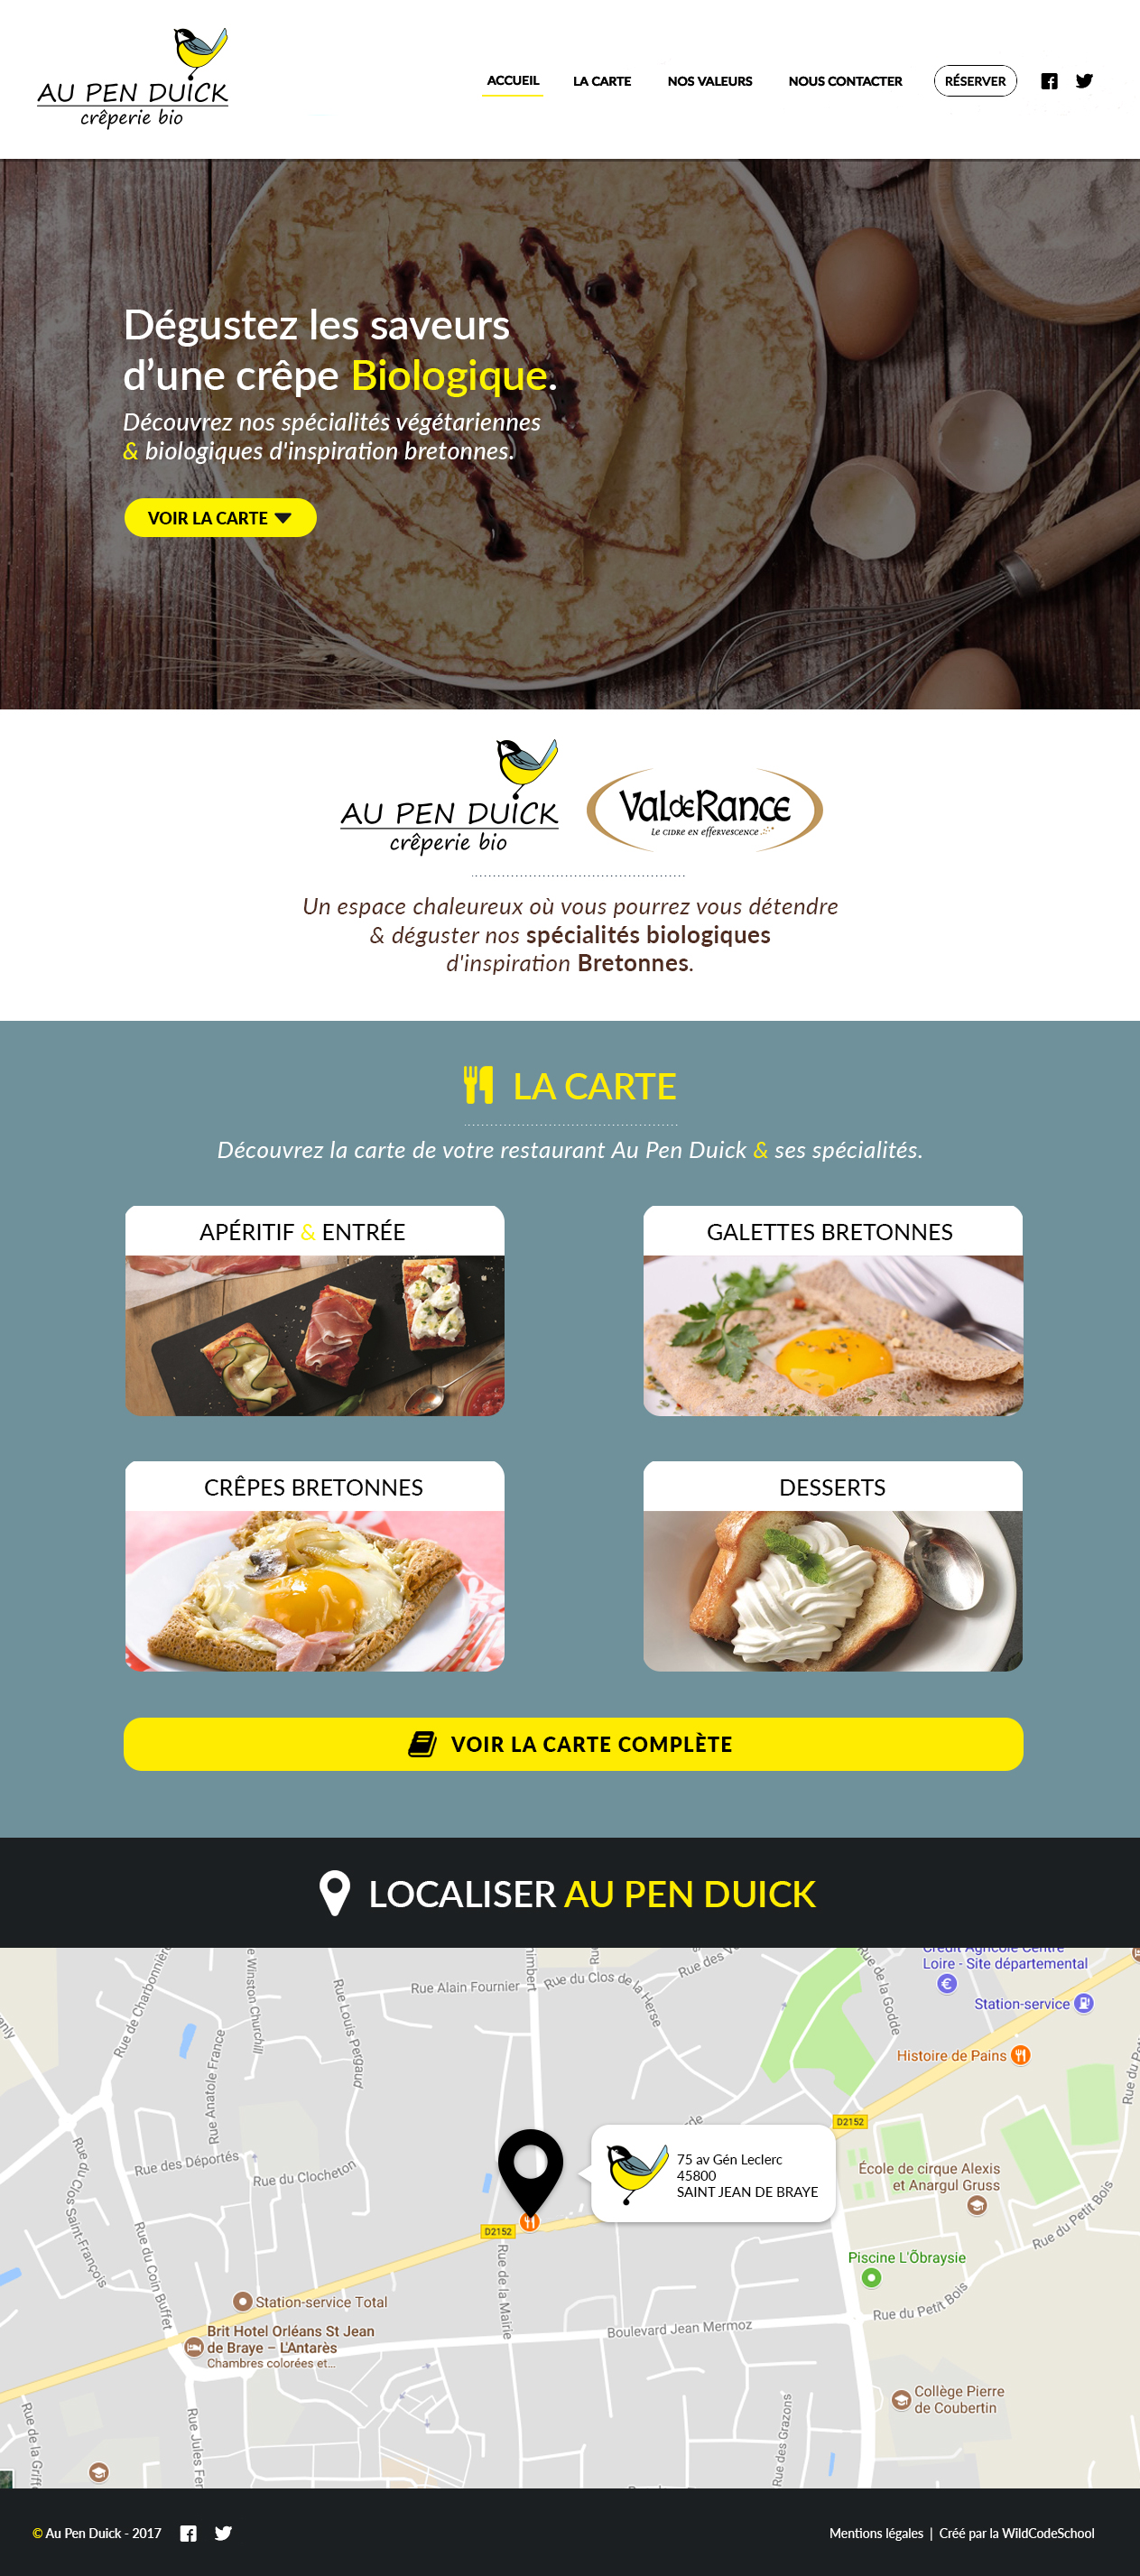 AU PEN DUICK
crêperie bio
ACCUEIL
LA CARTE
NOS VALEURS
NOUS CONTACTER
RÉSERVER
Dégustez les saveurs
d’une crêpe Biologique.
Découvrez nos spécialités végétariennes
& biologiques d'inspiration bretonnes.
VOIR LA CARTE
AU PEN DUICK
crêperie bio
Val de Rance
Le cidre en effervescence
Un espace chaleureux où vous pourrez vous détendre
& déguster nos spécialités biologiques
d'inspiration Bretonnes.
LA CARTE
Découvrez la carte de votre restaurant Au Pen Duick & ses spécialités.
APÉRITIF & ENTRÉE
GALETTES BRETONNES
CRÊPES BRETONNES
DESSERTS
VOIR LA CARTE COMPLÈTE
LOCALISER AU PEN DUICK
Crédit Agricole Centre
Loire - Site départemental
Station-service
Histoire de Pains
Rue de Charbonnière
Winston Churchill
Rue Louis Pergaud
Rue Anatole France
Rue Alain Fournier
Rue du Clos de la Herse
Rue des
Rue de la Godde
D2152
École de cirque Alexis
et Anargul Gruss
75 av Gén Leclerc
45800
SAINT JEAN DE BRAYE
Rue des Députés
Rue du Clocheton
Clos Saint-François
Rue du Coin Buffet
D2152
Rue de la Mairie
Piscine L'Õbraysie
Rue du Petit Bois
Rue du Petit Bois
Station-service Total
Brit Hotel Orléans St Jean
de Braye – L'Antarès
Chambres colorées et...
Boulevard Jean Mermoz
Collège Pierre
de Coubertin
Rue de la Griffe
Rue Jules
Rue des Grazons
© Au Pen Duick - 2017
Mentions légales | Créé par la WildCodeSchool